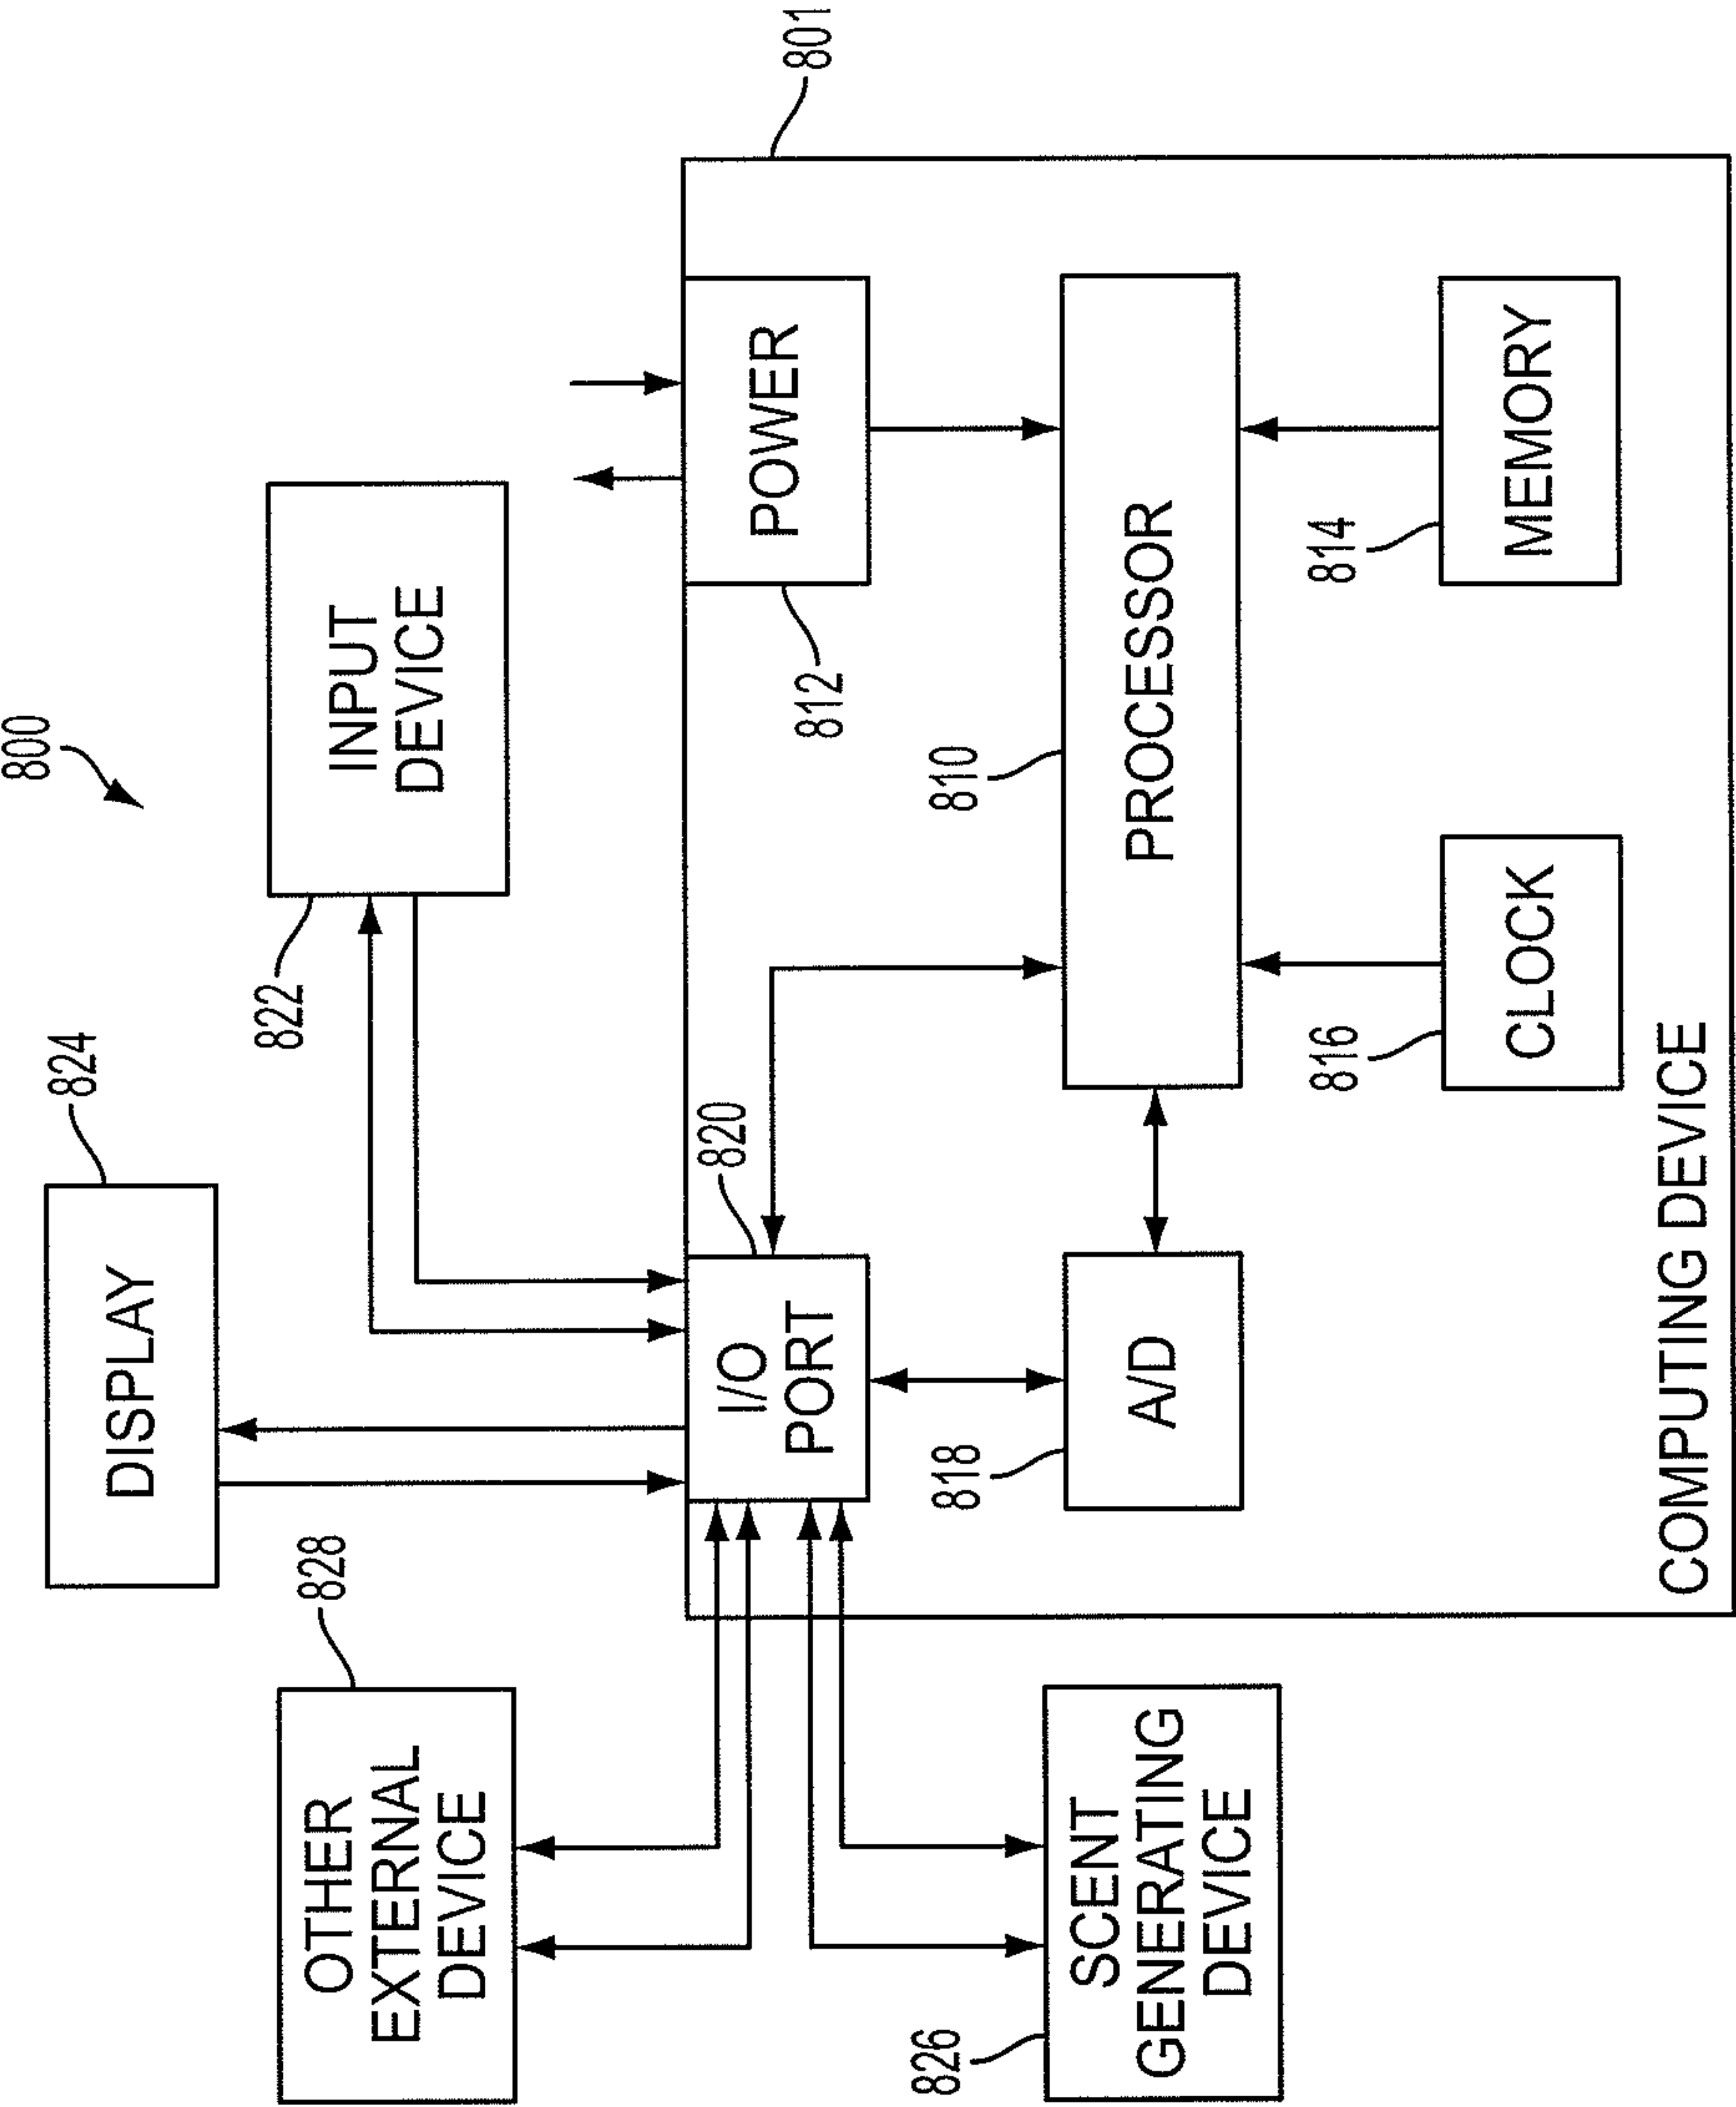 800
OTHER
EXTERNAL
DEVICE
828
DISPLAY
824
INPUT
DEVICE
822
801
I/O
PORT
820
POWER
812
SCENT
GENERATING
DEVICE
826
A/D
818
PROCESSOR
810
CLOCK
816
MEMORY
814
COMPUTING DEVICE